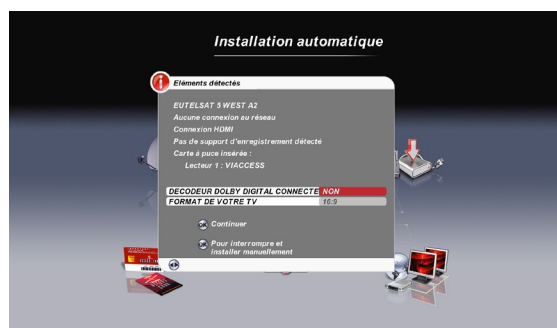 Installation automatique
Eléments détectés
EUTELSAT 5 WEST A2
Aucune connexion au réseau
Connexion HDMI
Pas de support d'enregistrement détecté
Carte à puce insérée :
Lecteur 1 : VIACCESS
DECODEUR DOLBY DIGITAL CONNECTE NON
FORMAT DE VOTRE TV 16:9
OK Continuer
Pour interrompre et
installer manuellement